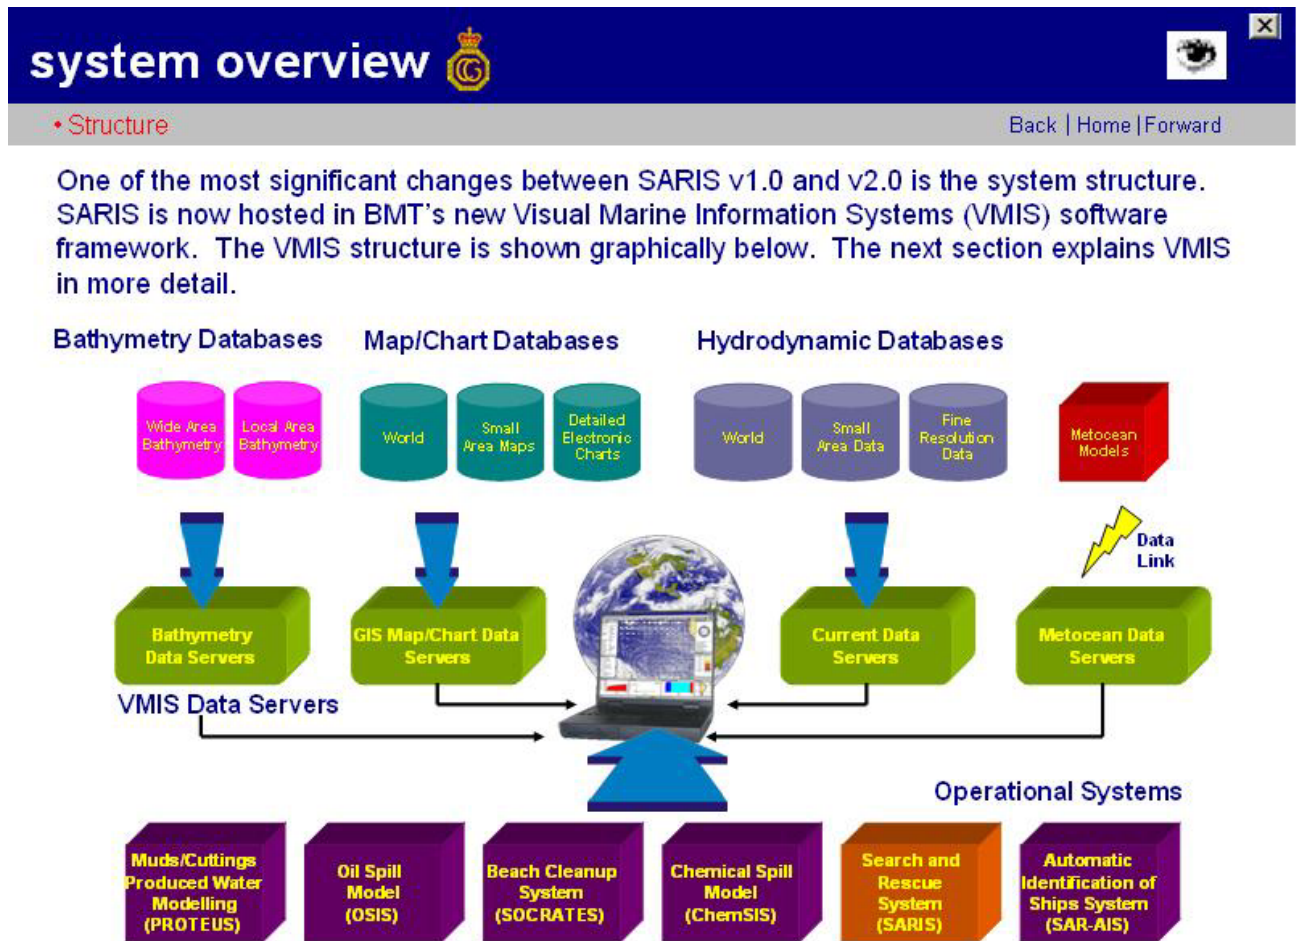 system overview
CG
• Structure
Back | Home | Forward
One of the most significant changes between SARIS v1.0 and v2.0 is the system structure.
SARIS is now hosted in BMT's new Visual Marine Information Systems (VMIS) software
framework.  The VMIS structure is shown graphically below.  The next section explains VMIS
in more detail.
Bathymetry Databases
Map/Chart Databases
Hydrodynamic Databases
Wide Area
Bathymetry
Local Area
Bathymetry
World
Small
Area Maps
Detailed
Electronic
Charts
World
Small
Area Data
Fine
Resolution
Data
Metocean
Models
Data
Link
Bathymetry
Data Servers
GIS Map/Chart Data
Servers
Current Data
Servers
Metocean Data
Servers
VMIS Data Servers
Operational Systems
Muds/Cuttings
Produced Water
Modelling
(PROTEUS)
Oil Spill
Model
(OSIS)
Beach Cleanup
System
(SOCRATES)
Chemical Spill
Model
(ChemSIS)
Search and
Rescue
System
(SARIS)
Automatic
Identification of
Ships System
(SAR-AIS)